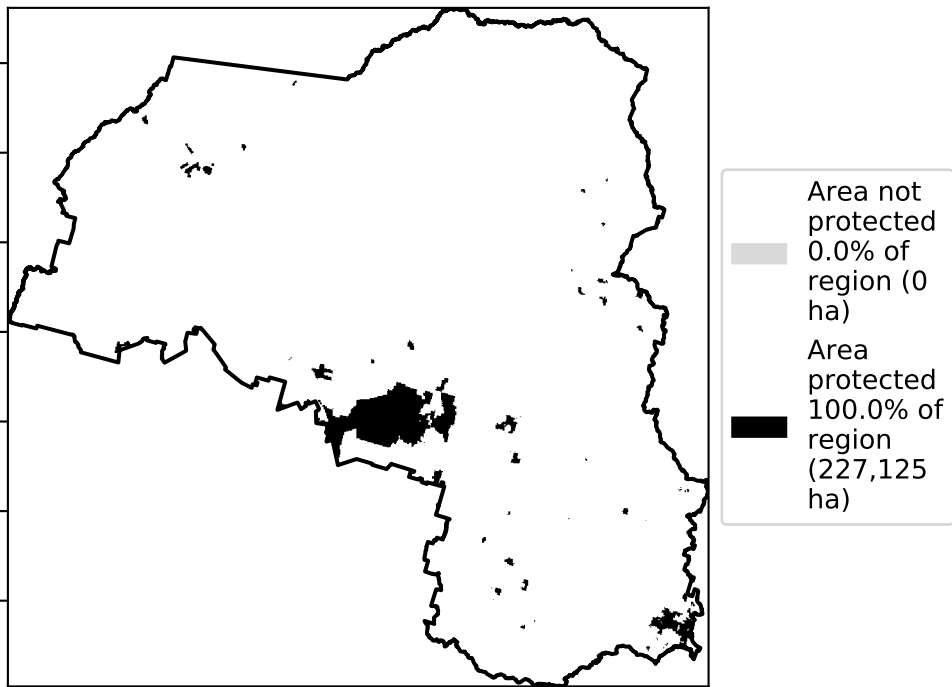 Area not
protected
0.0% of
region (0
ha)
Area
protected
100.0% of
region
(227,125
ha)